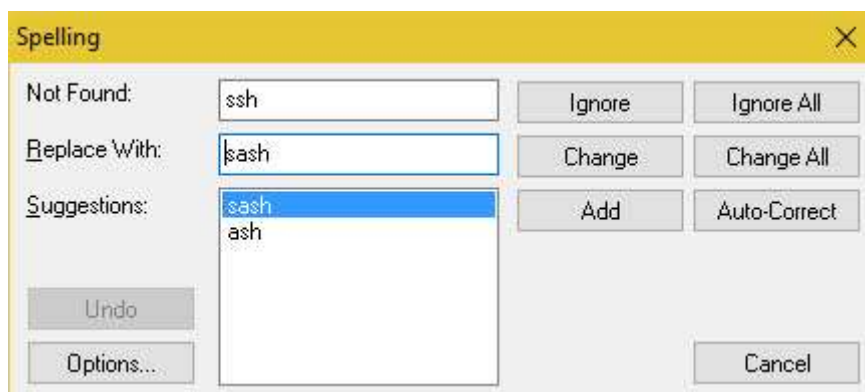 Spelling
Not Found: ssh Ignore Ignore All
Replace With: sash Change Change All
Suggestions: sash Add Auto-Correct
ash
Undo
Options... Cancel